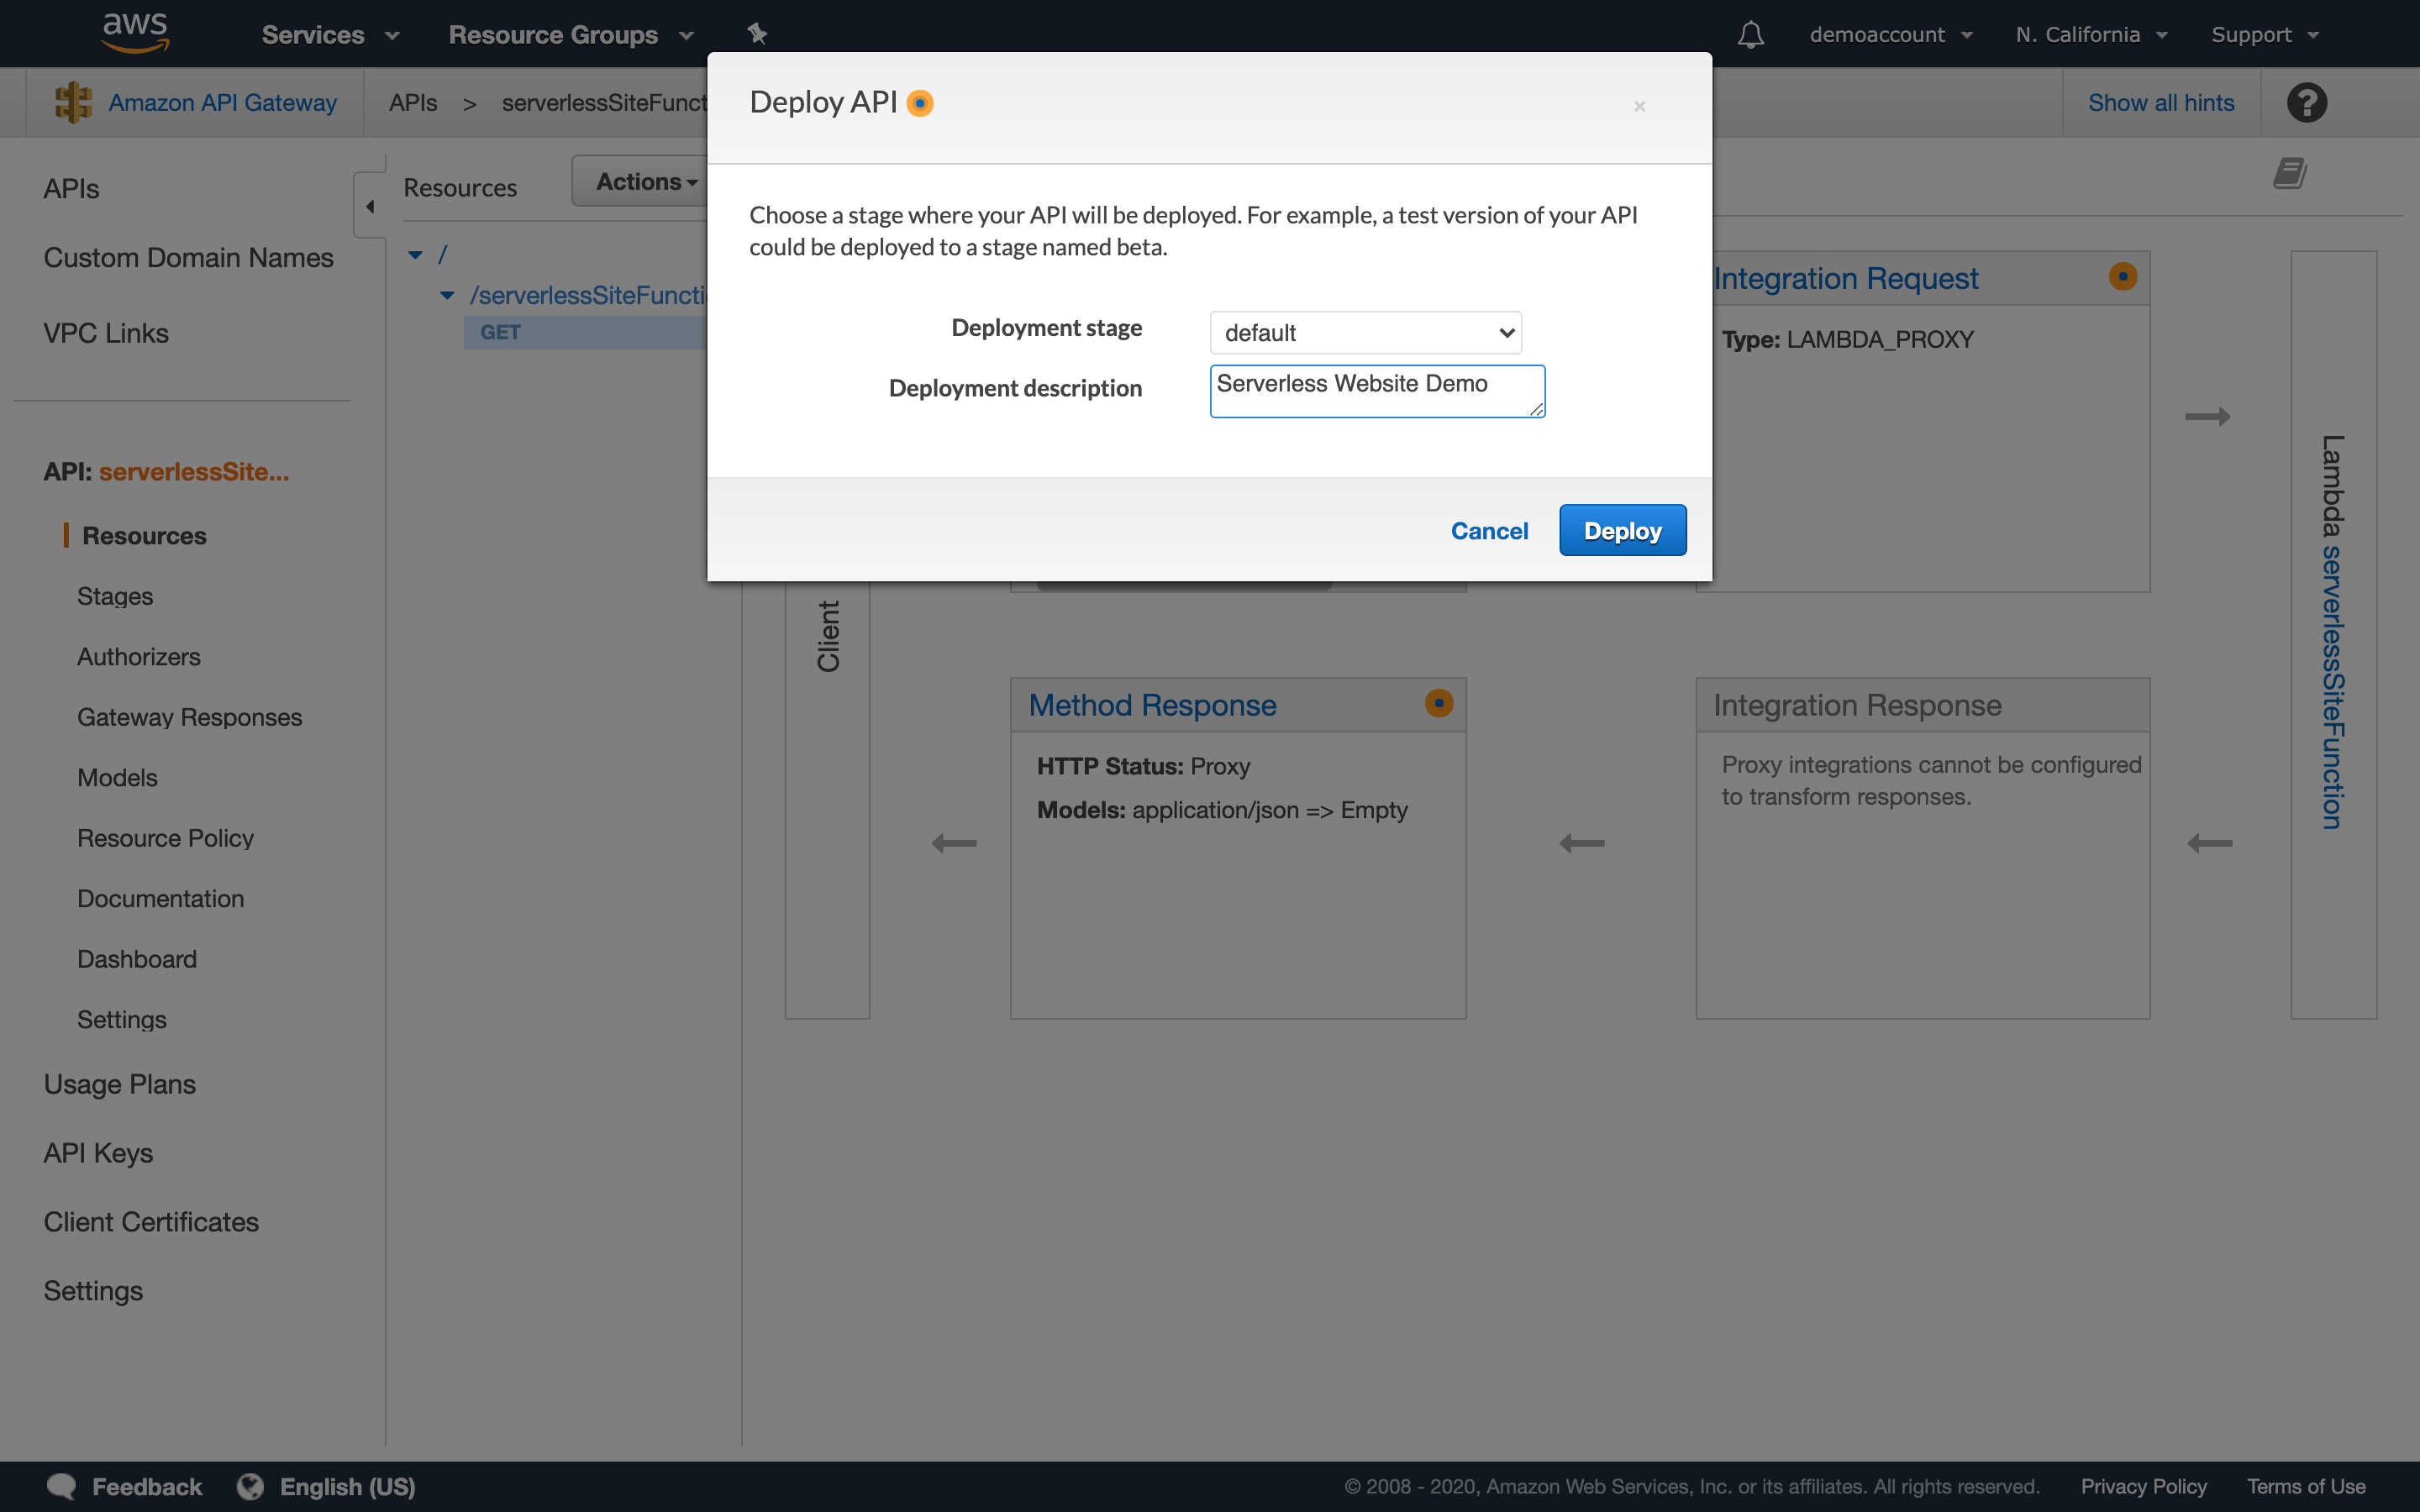 aws
Services
Resource Groups
demoaccount
N. California
Support
Amazon API Gateway
APIs > serverlessSiteFunct
Show all hints
?
Deploy API
×
Choose a stage where your API will be deployed. For example, a test version of your API
could be deployed to a stage named beta.
Deployment stage
default
Deployment description
Serverless Website Demo
Cancel
Deploy
APIs
Custom Domain Names
VPC Links
API: serverlessSite...
Resources
Stages
Authorizers
Gateway Responses
Models
Resource Policy
Documentation
Dashboard
Settings
Usage Plans
API Keys
Client Certificates
Settings
Resources
Actions
/
/serverlessSiteFuncti
GET
Client
Integration Request
Type: LAMBDA_PROXY
Method Response
HTTP Status: Proxy
Models: application/json => Empty
Integration Response
Proxy integrations cannot be configured
to transform responses.
Lambda serverlessSiteFunction
Feedback
English (US)
© 2008 - 2020, Amazon Web Services, Inc. or its affiliates. All rights reserved.
Privacy Policy
Terms of Use